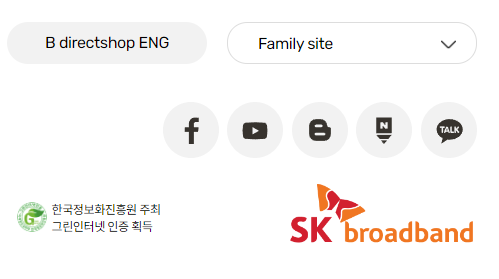 B directshop ENG
Family site
N
TALK
한국정보화진흥원 주최
그린인터넷 인증 획득
G
SK broadband